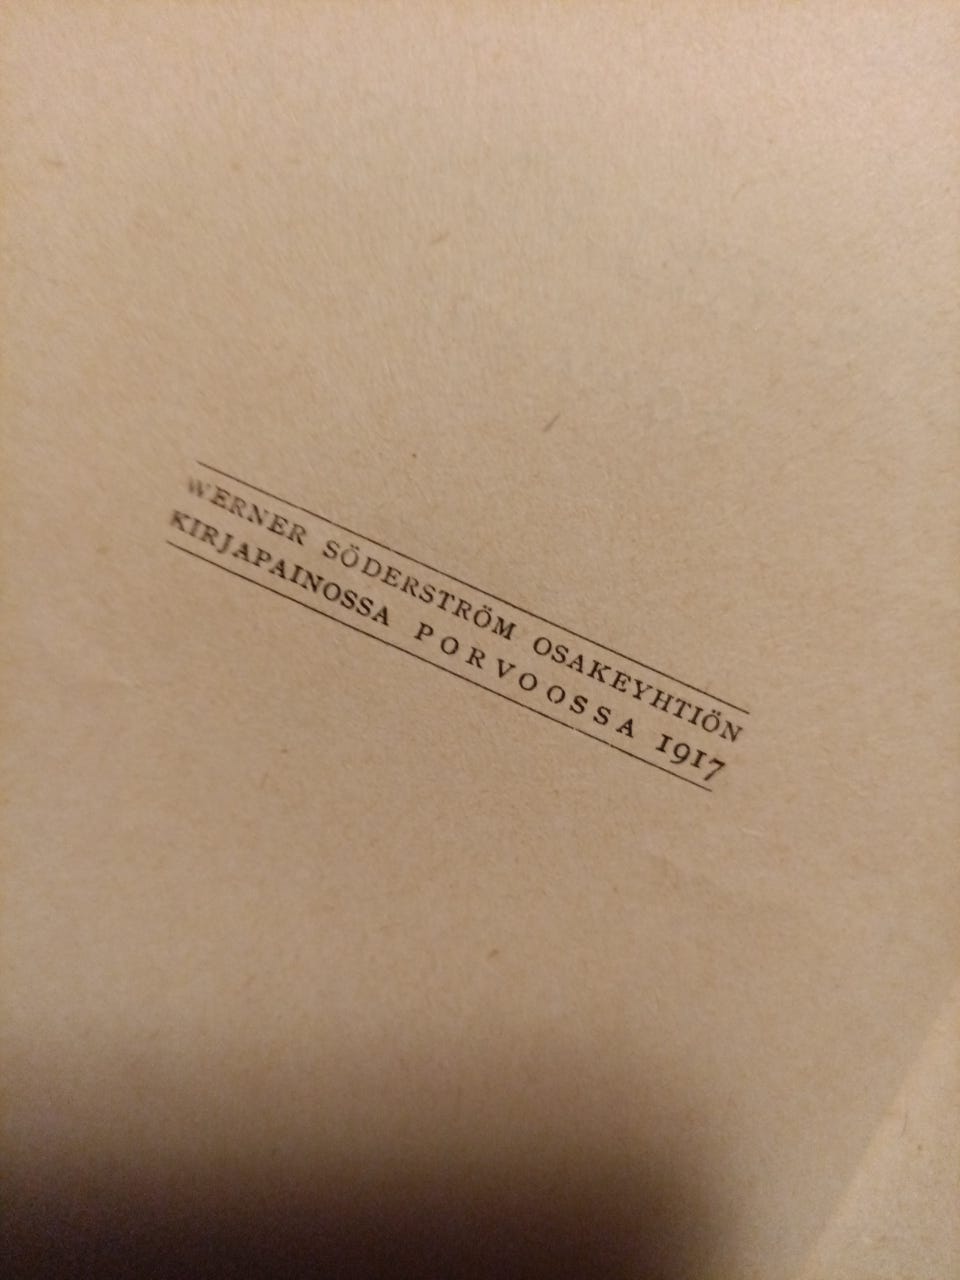 WERNER SÖDERSTRÖM OSAKEYHTIÖN
KIRJAPAINOSSA PORVOOSSA 1917